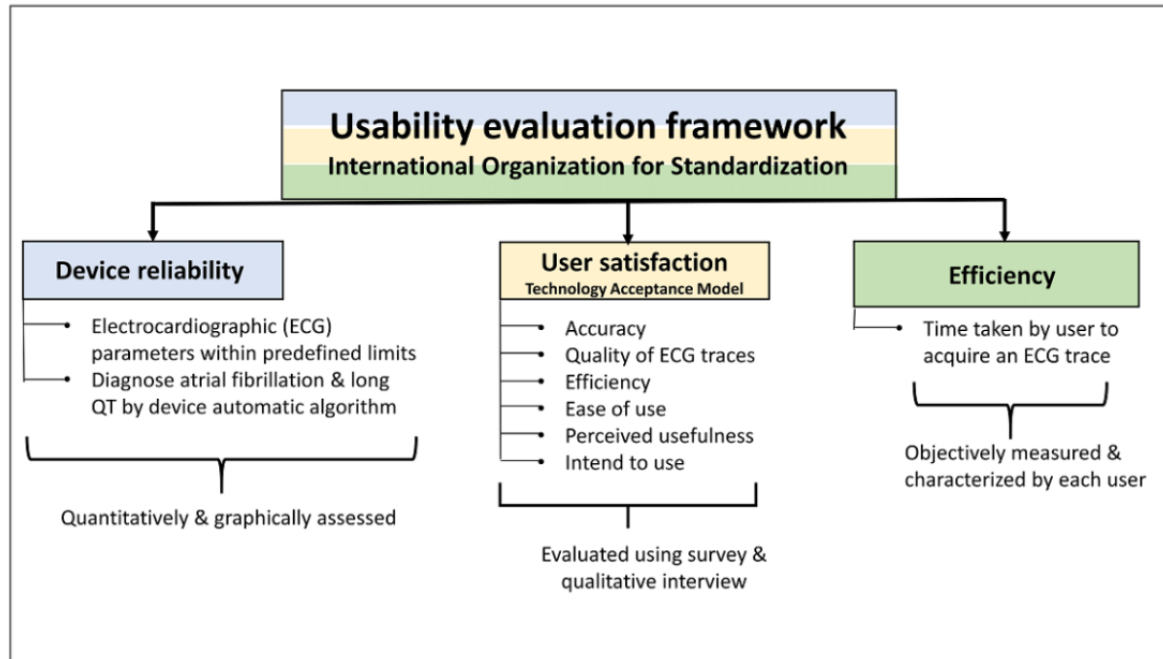 Usability evaluation framework
International Organization for Standardization
Device reliability
Electrocardiographic (ECG)
parameters within predefined limits
Diagnose atrial fibrillation & long
QT by device automatic algorithm
Quantitatively & graphically assessed
User satisfaction
Technology Acceptance Model
Accuracy
Quality of ECG traces
Efficiency
Ease of use
Perceived usefulness
Intend to use
Evaluated using survey &
qualitative interview
Efficiency
Time taken by user to
acquire an ECG trace
Objectively measured &
characterized by each user